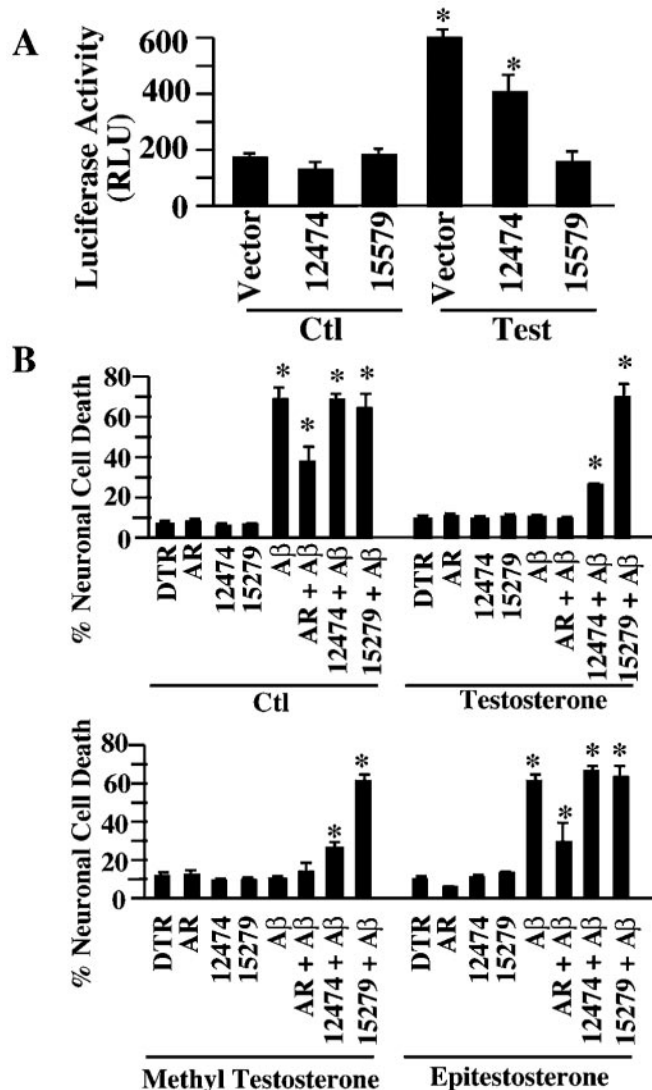 A
Luciferase Activity
(RLU)
600
400
200
0
Vector
12474
15579
Vector
12474
15579
*
*
Ctl
Test
B
% Neuronal Cell Death
80
60
40
20
0
*
*
*
*
DTR
AR
12474
15279
Aβ
AR + Aβ
12474 + Aβ
15279 + Aβ
Ctl
*
*
DTR
AR
12474
15279
Aβ
AR + Aβ
12474 + Aβ
15279 + Aβ
Testosterone
% Neuronal Cell Death
80
60
40
20
0
*
*
DTR
AR
12474
15279
Aβ
AR + Aβ
12474 + Aβ
15279 + Aβ
Methyl Testosterone
*
*
*
*
DTR
AR
12474
15279
Aβ
AR + Aβ
12474 + Aβ
15279 + Aβ
Epitestosterone